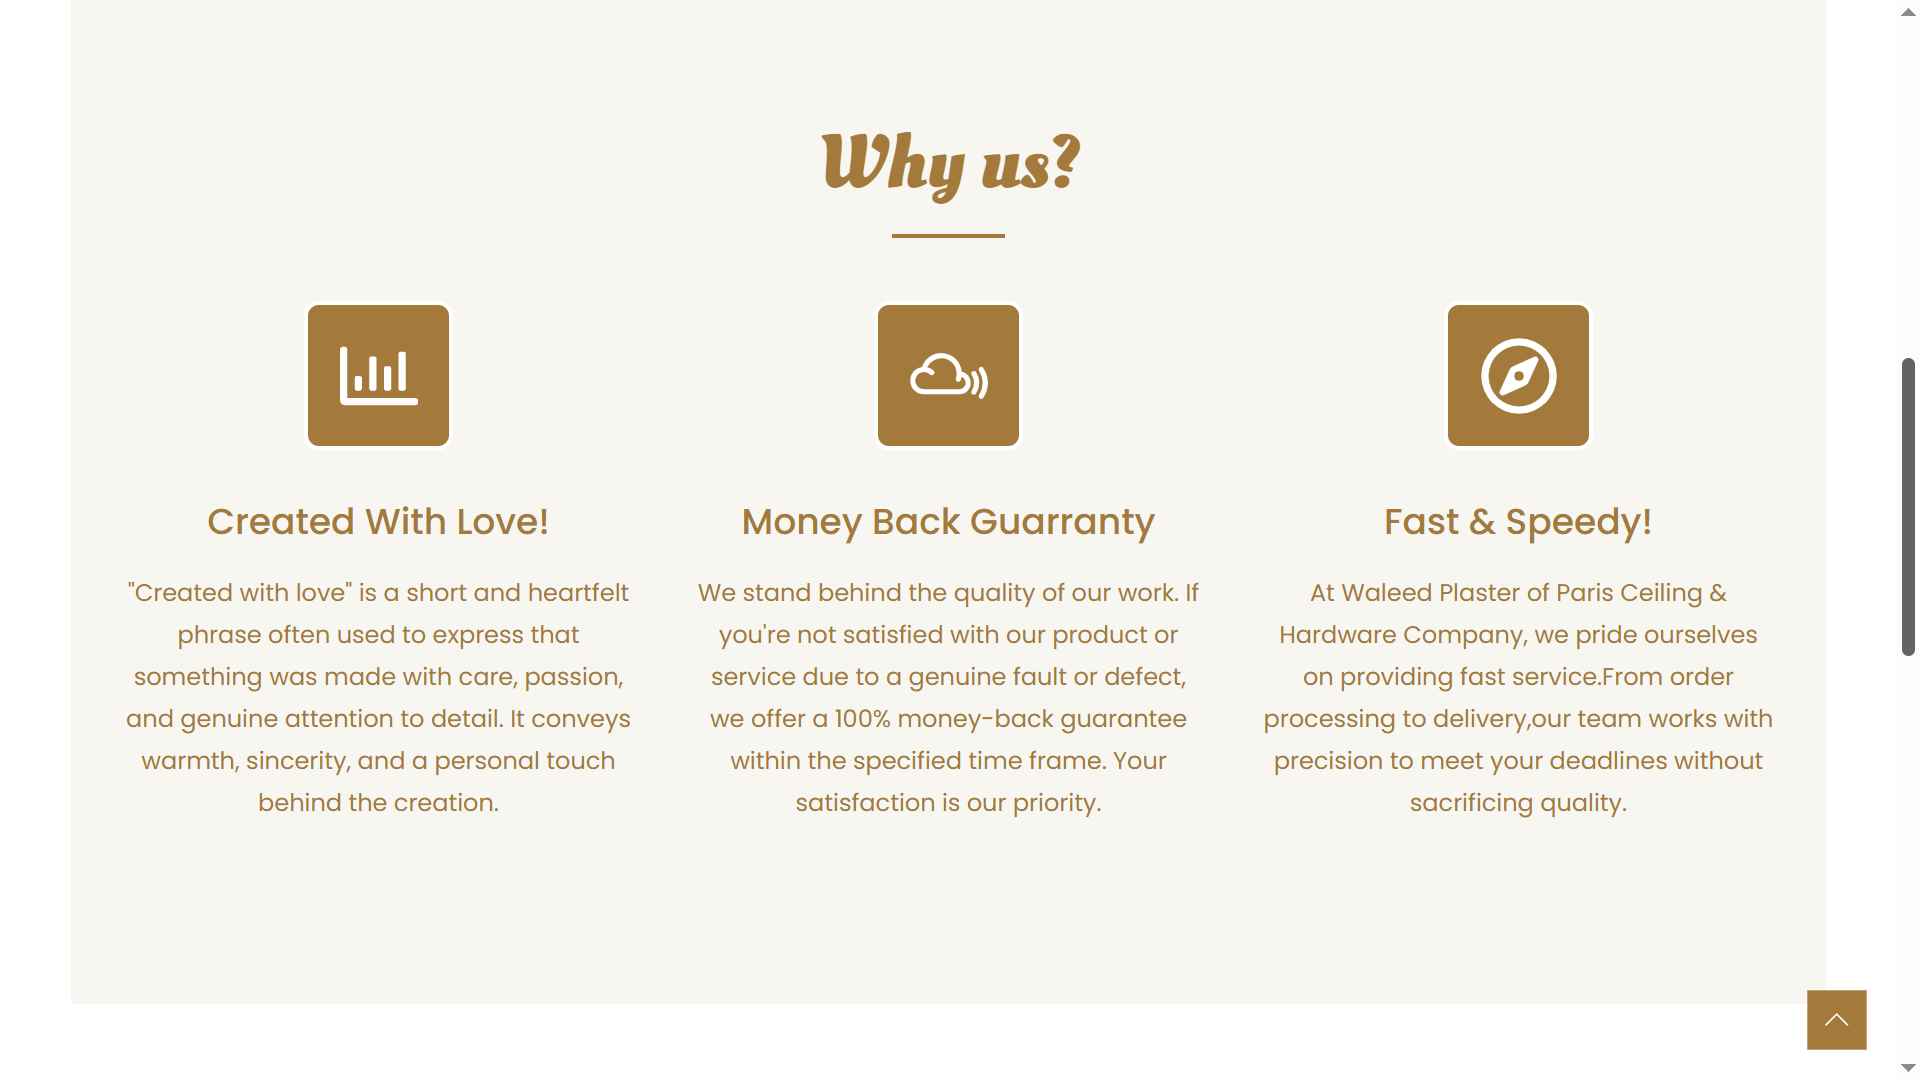 Why us?
Created With Love!
"Created with love" is a short and heartfelt
phrase often used to express that
something was made with care, passion,
and genuine attention to detail. It conveys
warmth, sincerity, and a personal touch
behind the creation.
Money Back Guarranty
We stand behind the quality of our work. If
you're not satisfied with our product or
service due to a genuine fault or defect,
we offer a 100% money-back guarantee
within the specified time frame. Your
satisfaction is our priority.
Fast & Speedy!
At Waleed Plaster of Paris Ceiling &
Hardware Company, we pride ourselves
on providing fast service.From order
processing to delivery,our team works with
precision to meet your deadlines without
sacrificing quality.